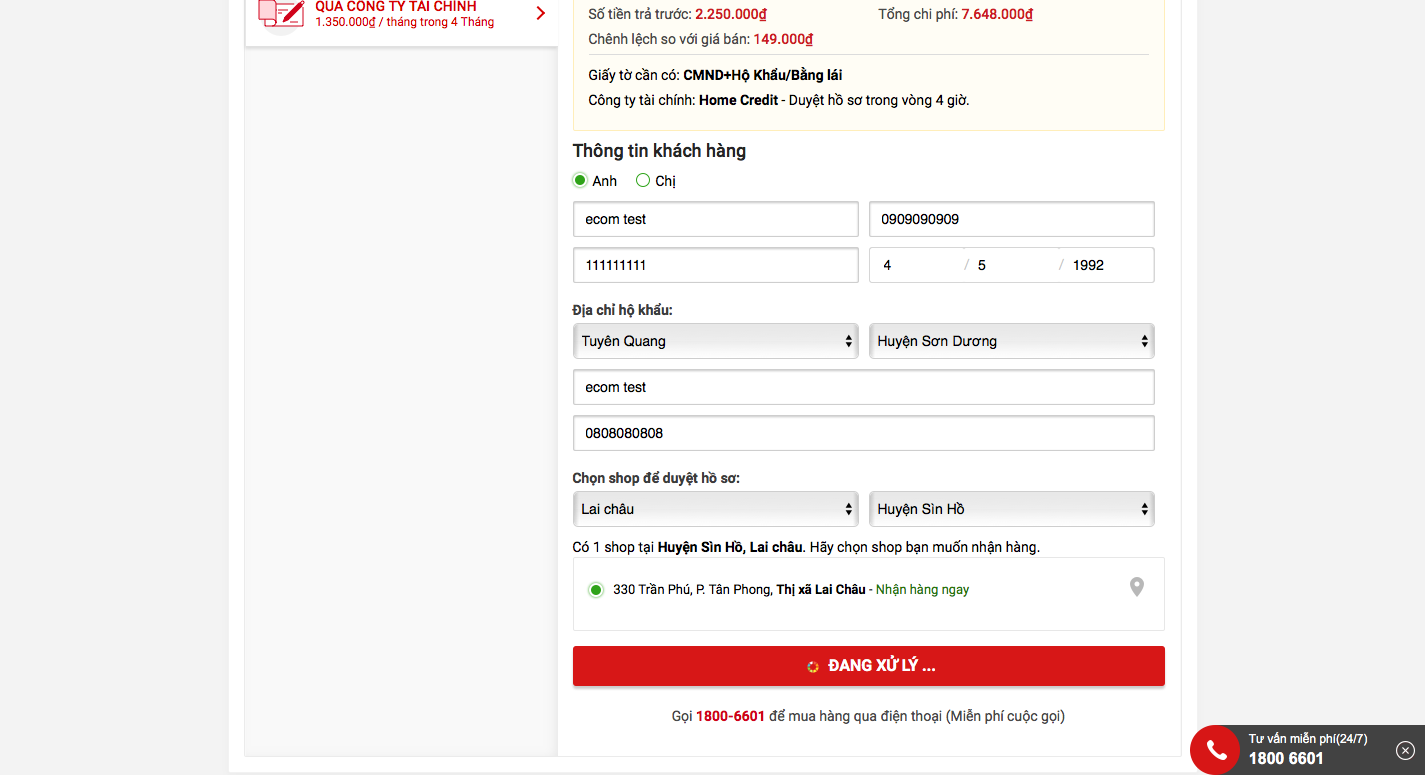 QUA CÔNG TY TÀI CHÍNH
1.350.000₫ / tháng trong 4 Tháng
Số tiền trả trước: 2.250.000₫ Tổng chi phí: 7.648.000₫
Chênh lệch so với giá bán: 149.000₫
Giấy tờ cần có: CMND+Hộ Khẩu/Bằng lái
Công ty tài chính: Home Credit - Duyệt hồ sơ trong vòng 4 giờ.
Thông tin khách hàng
Anh Chị
ecom test 0909090909
111111111 4 / 5 / 1992
Địa chỉ hộ khẩu:
Tuyên Quang Huyện Sơn Dương
ecom test
0808080808
Chọn shop để duyệt hồ sơ:
Lai châu Huyện Sìn Hồ
Có 1 shop tại Huyện Sìn Hồ, Lai châu. Hãy chọn shop bạn muốn nhận hàng.
330 Trần Phú, P. Tân Phong, Thị xã Lai Châu - Nhận hàng ngay
ĐANG XỬ LÝ ...
Gọi 1800-6601 để mua hàng qua điện thoại (Miễn phí cuộc gọi)
Tư vấn miễn phí(24/7)
1800 6601